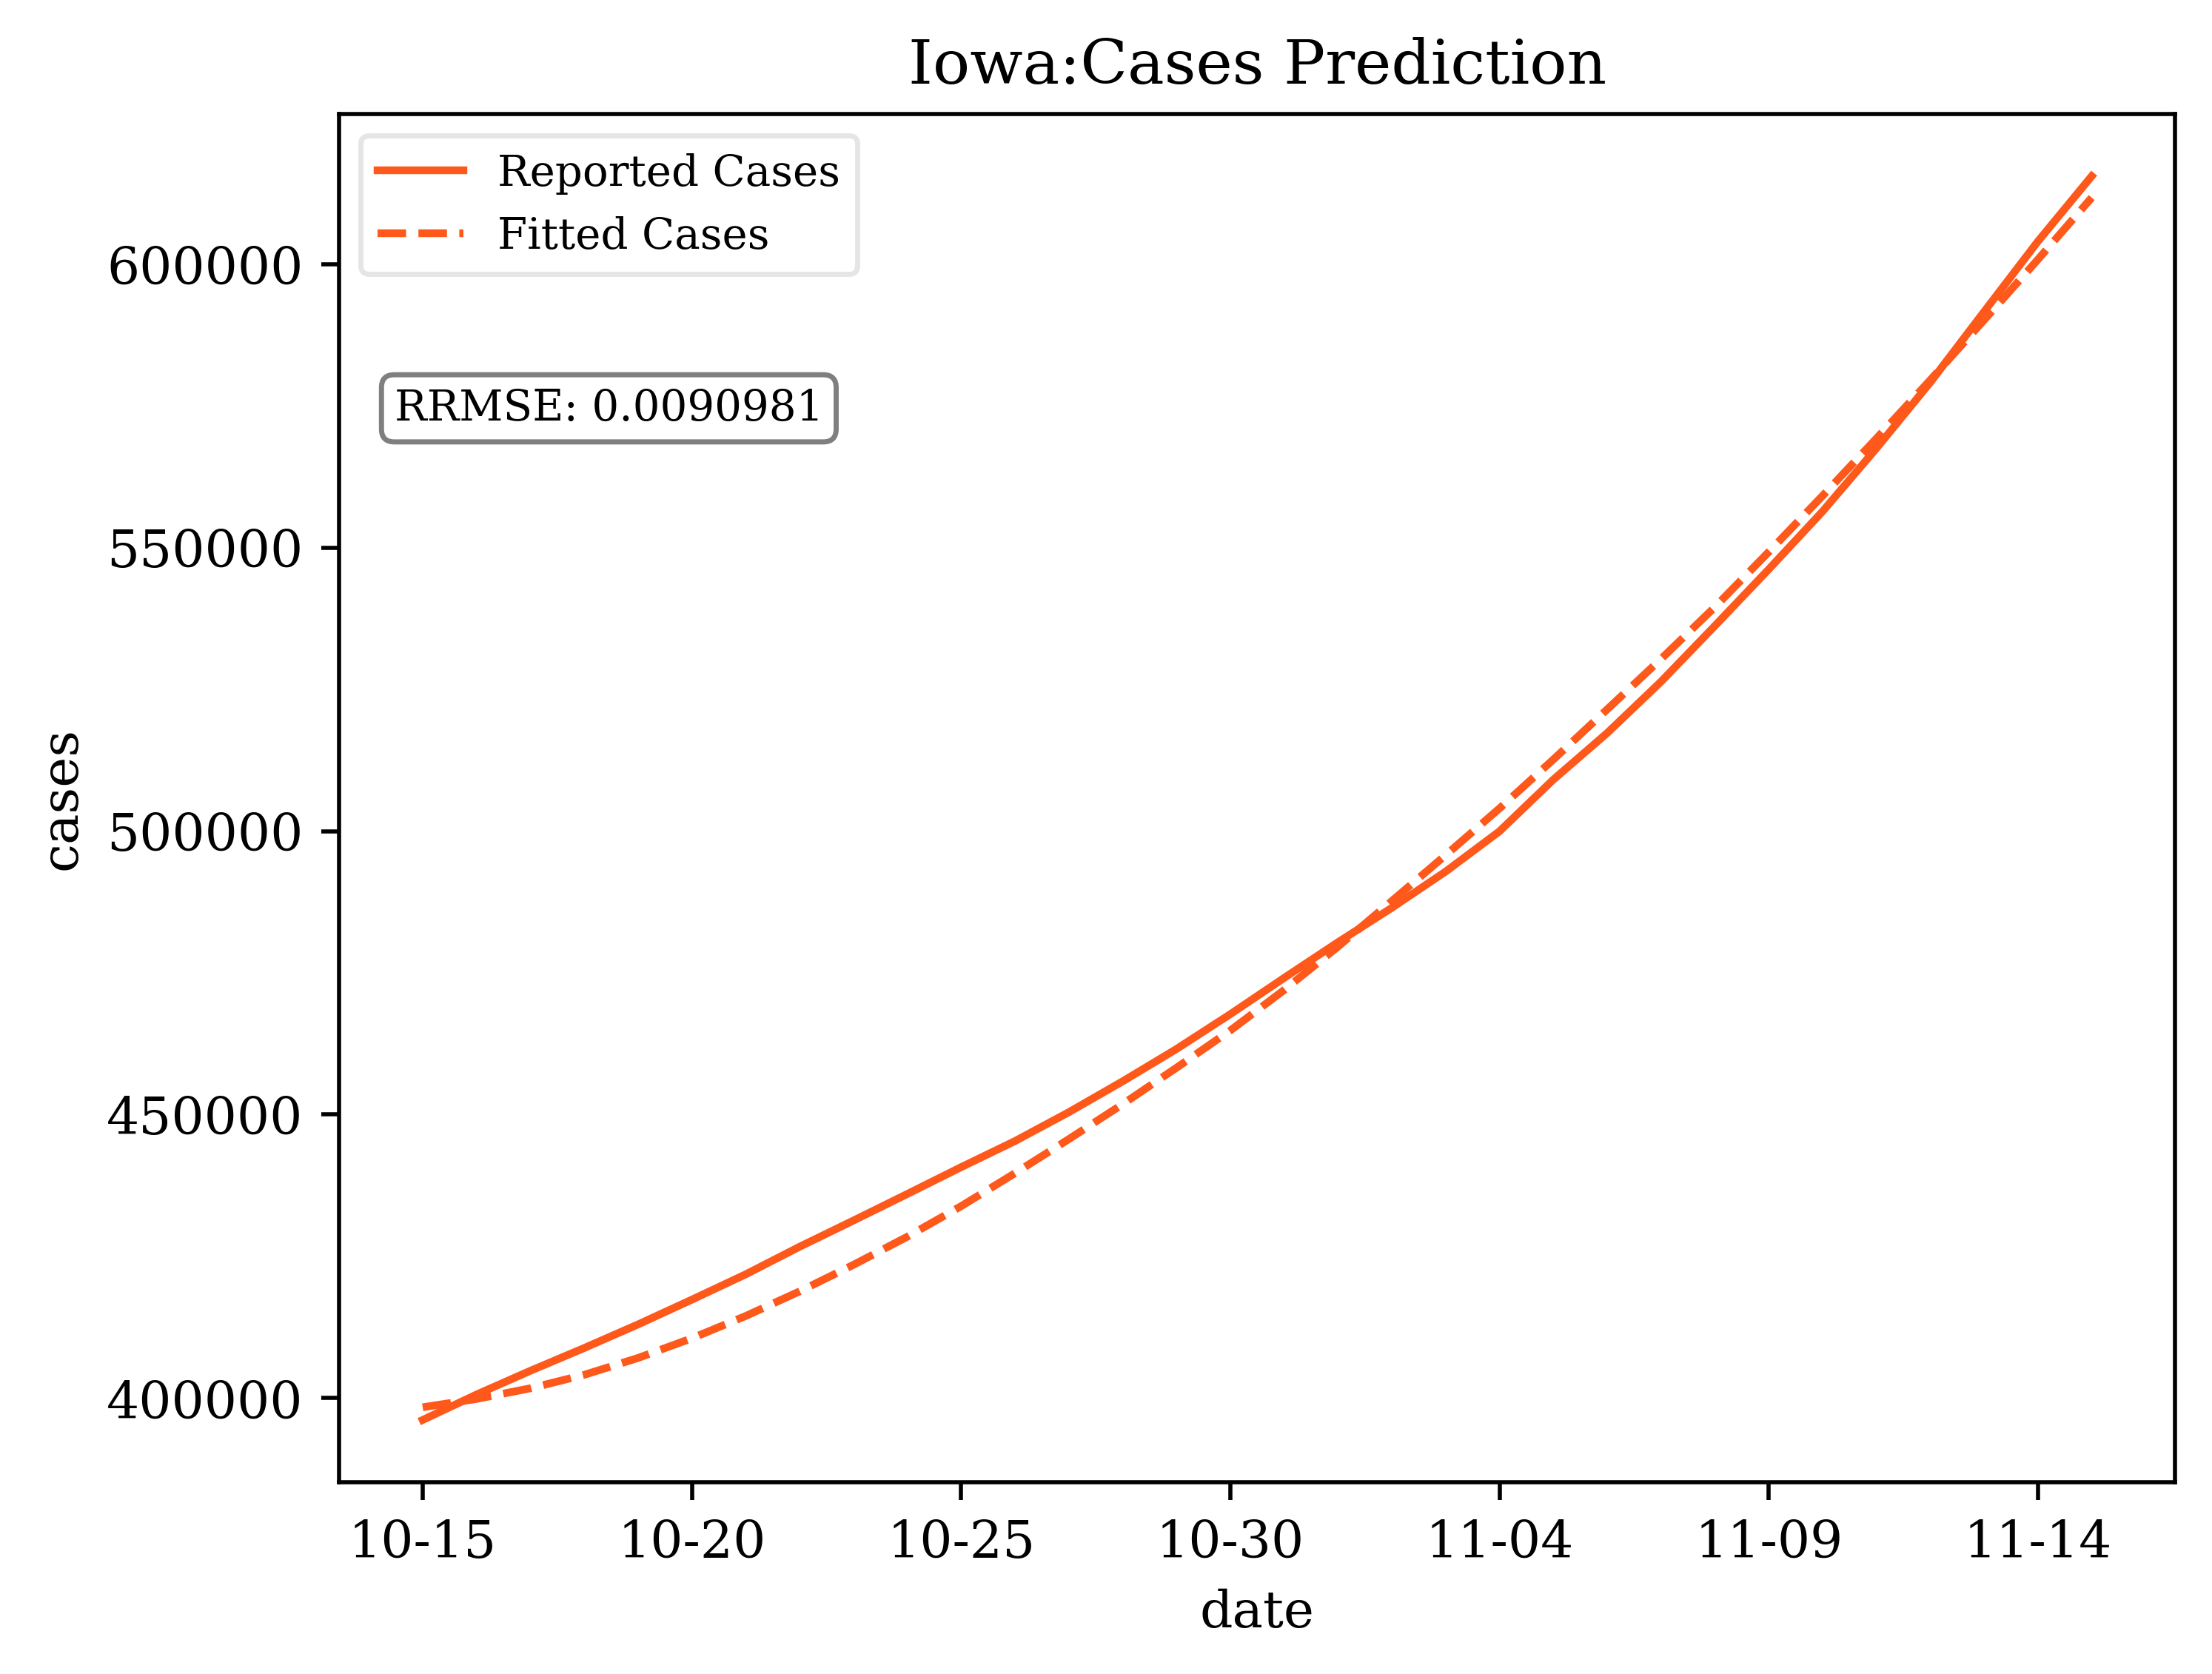 Iowa:Cases Prediction
Reported Cases
Fitted Cases
RRMSE: 0.0090981
600000
550000
500000
450000
400000
cases
10-15 10-20 10-25 10-30 11-04 11-09 11-14
date